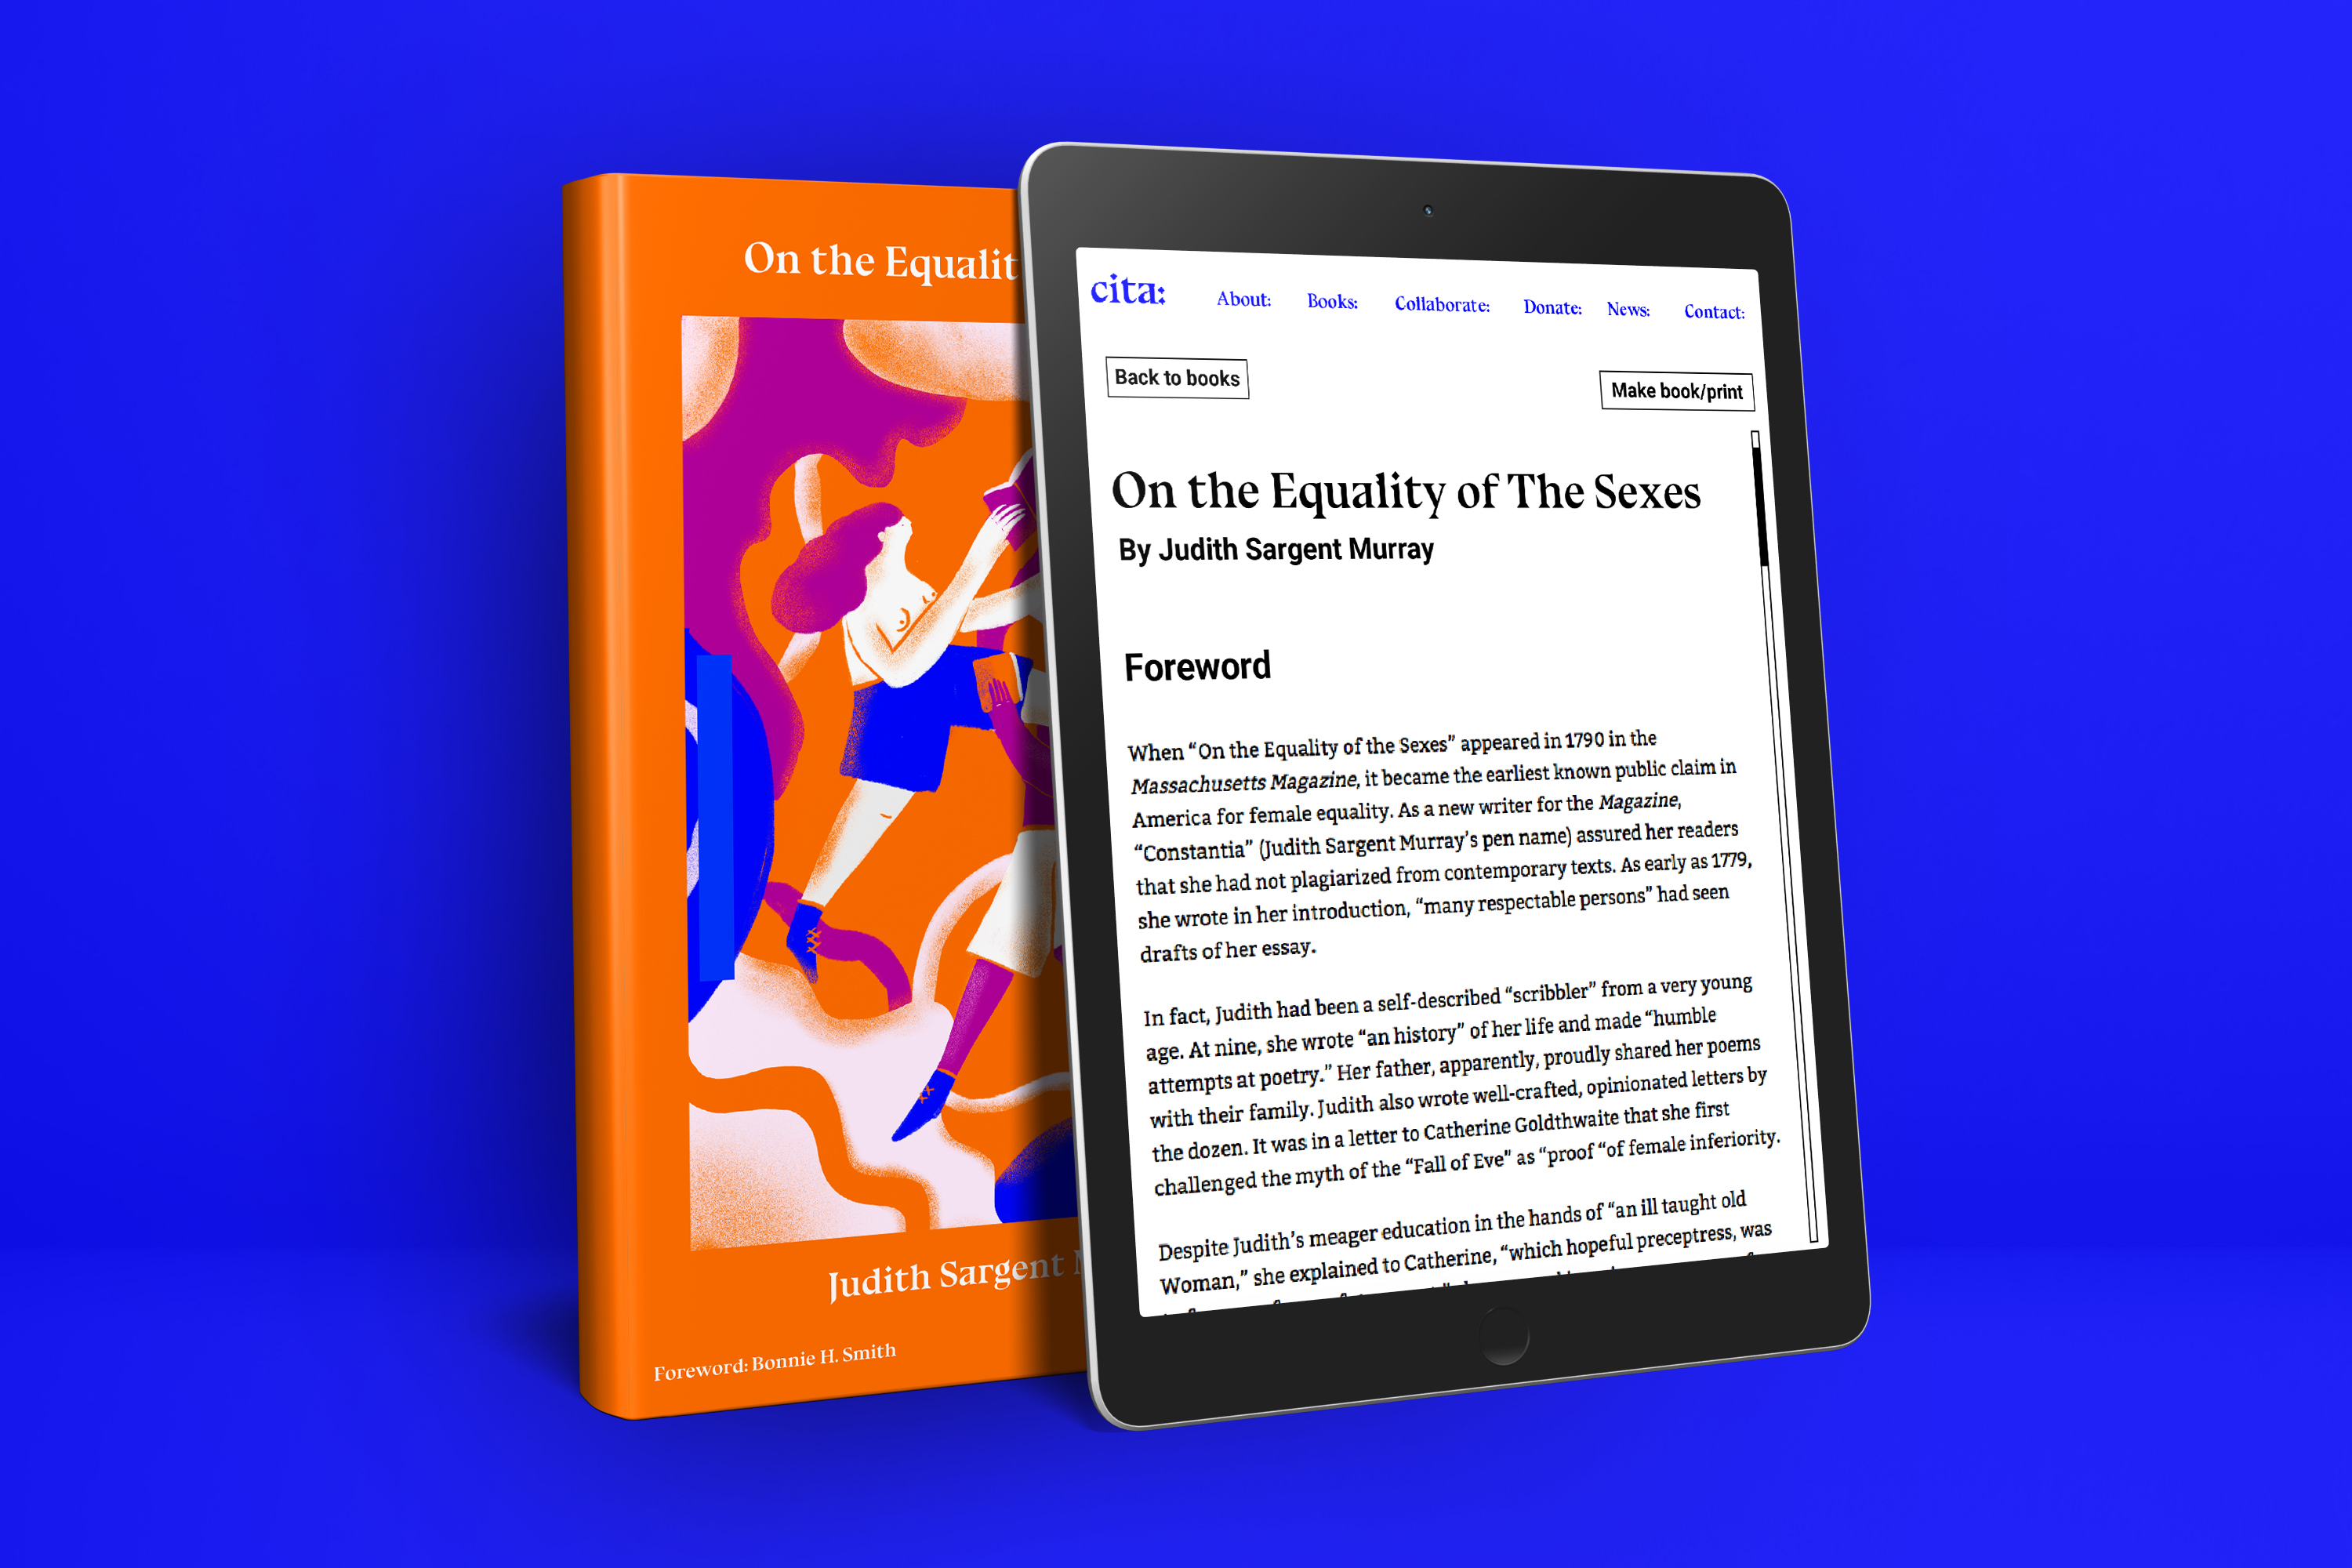 On the Equalit
Judith Sargent
Foreword: Bonnie H. Smith
cita:
About: Books: Collaborate: Donate: News: Contact:
Back to books
Make book/print
On the Equality of The Sexes
By Judith Sargent Murray
Foreword
When “On the Equality of the Sexes” appeared in 1790 in the
Massachusetts Magazine, it became the earliest known public claim in
America for female equality. As a new writer for the Magazine,
“Constantia” (Judith Sargent Murray’s pen name) assured her readers
that she had not plagiarized from contemporary texts. As early as 1779,
she wrote in her introduction, “many respectable persons” had seen
drafts of her essay.
In fact, Judith had been a self-described “scribbler” from a very young
age. At nine, she wrote “an history” of her life and made “humble
attempts at poetry.” Her father, apparently, proudly shared her poems
with their family. Judith also wrote well-crafted, opinionated letters by
the dozen. It was in a letter to Catherine Goldthwaite that she first
challenged the myth of the “Fall of Eve” as “proof “of female inferiority.
Despite Judith’s meager education in the hands of “an ill taught old
Woman,” she explained to Catherine, “which hopeful preceptress, was